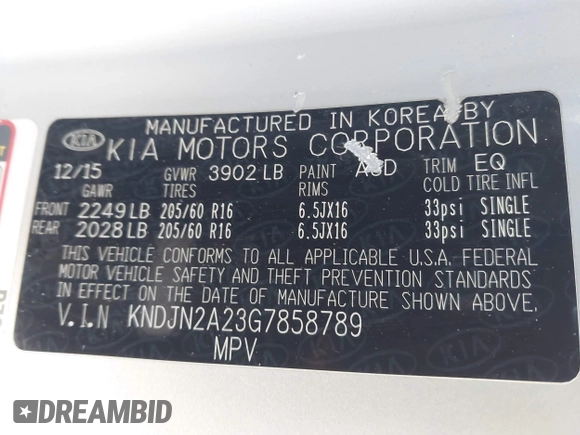 MANUFACTURED IN KOREA BY
KIA MOTORS CORPORATION
12/15 GVWR 3902 LB PAINT TRIM EQ
GAWR TIRES RIMS COLD TIRE INFL
FRONT 2249 LB 205/60 R16 6.5JX16 33psi SINGLE
REAR 2028 LB 205/60 R16 6.5JX16 33psi SINGLE
THIS VEHICLE CONFORMS TO ALL APPLICABLE U.S.A. FEDERAL
MOTOR VEHICLE SAFETY AND THEFT PREVENTION STANDARDS
IN EFFECT ON THE DATE OF MANUFACTURE SHOWN ABOVE.
V.I.N KNDJN2A23G7858789
MPV
DREAMBID